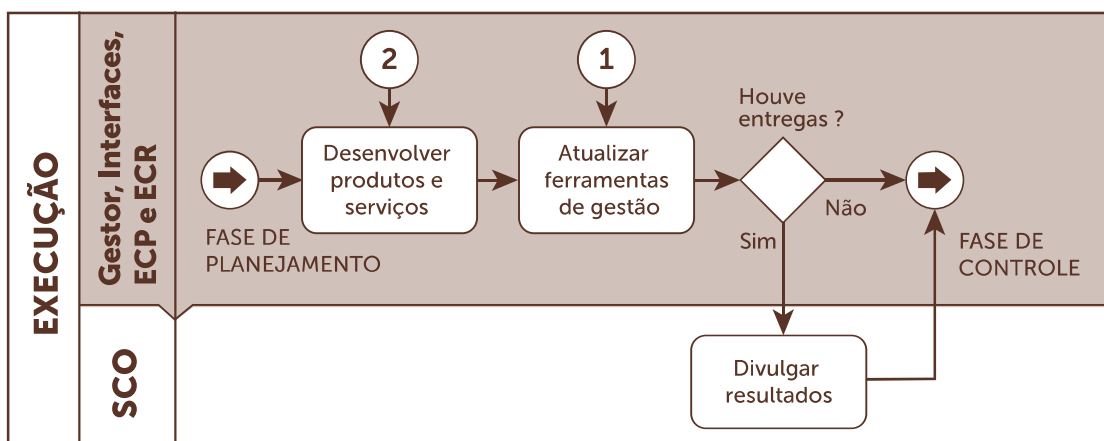 EXECUÇÃO
Gestor, Interfaces,
ECP e ECR
2
1
Houve
entregas ?
Desenvolver
produtos e
serviços
Atualizar
ferramentas
de gestão
Não
Sim
FASE DE
PLANEJAMENTO
FASE DE
CONTROLE
SCO
Divulgar
resultados